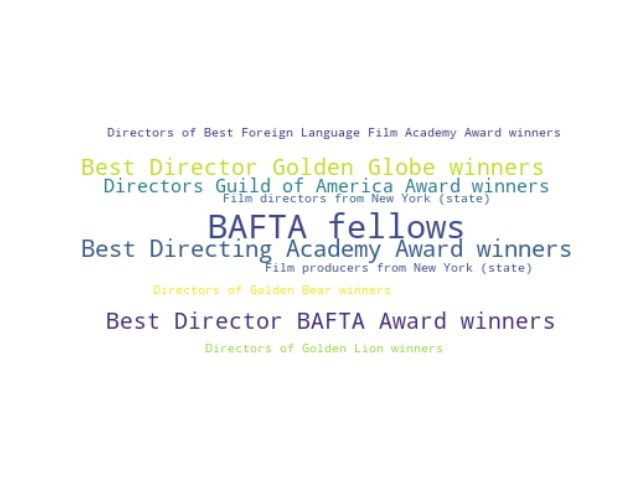 Directors of Best Foreign Language Film Academy Award winners
Best Director Golden Globe winners
Directors Guild of America Award winners
Film directors from New York (state)
BAFTA fellows
Best Directing Academy Award winners
Film producers from New York (state)
Directors of Golden Bear winners
Best Director BAFTA Award winners
Directors of Golden Lion winners